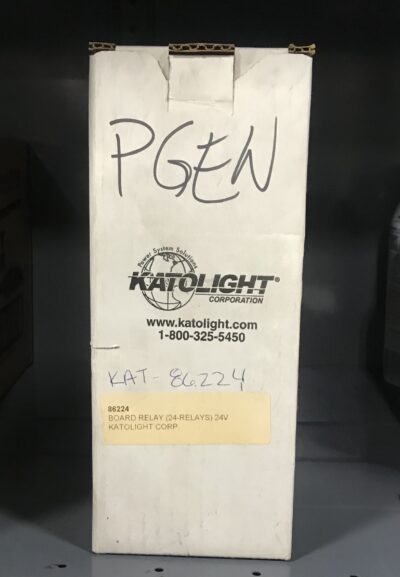 PGEN
Power System Solutions
KATOLIGHT®
CORPORATION
www.katolight.com
1-800-325-5450
KAT-86224
86224
BOARD RELAY (24-RELAYS) 24V
KATOLIGHT CORP